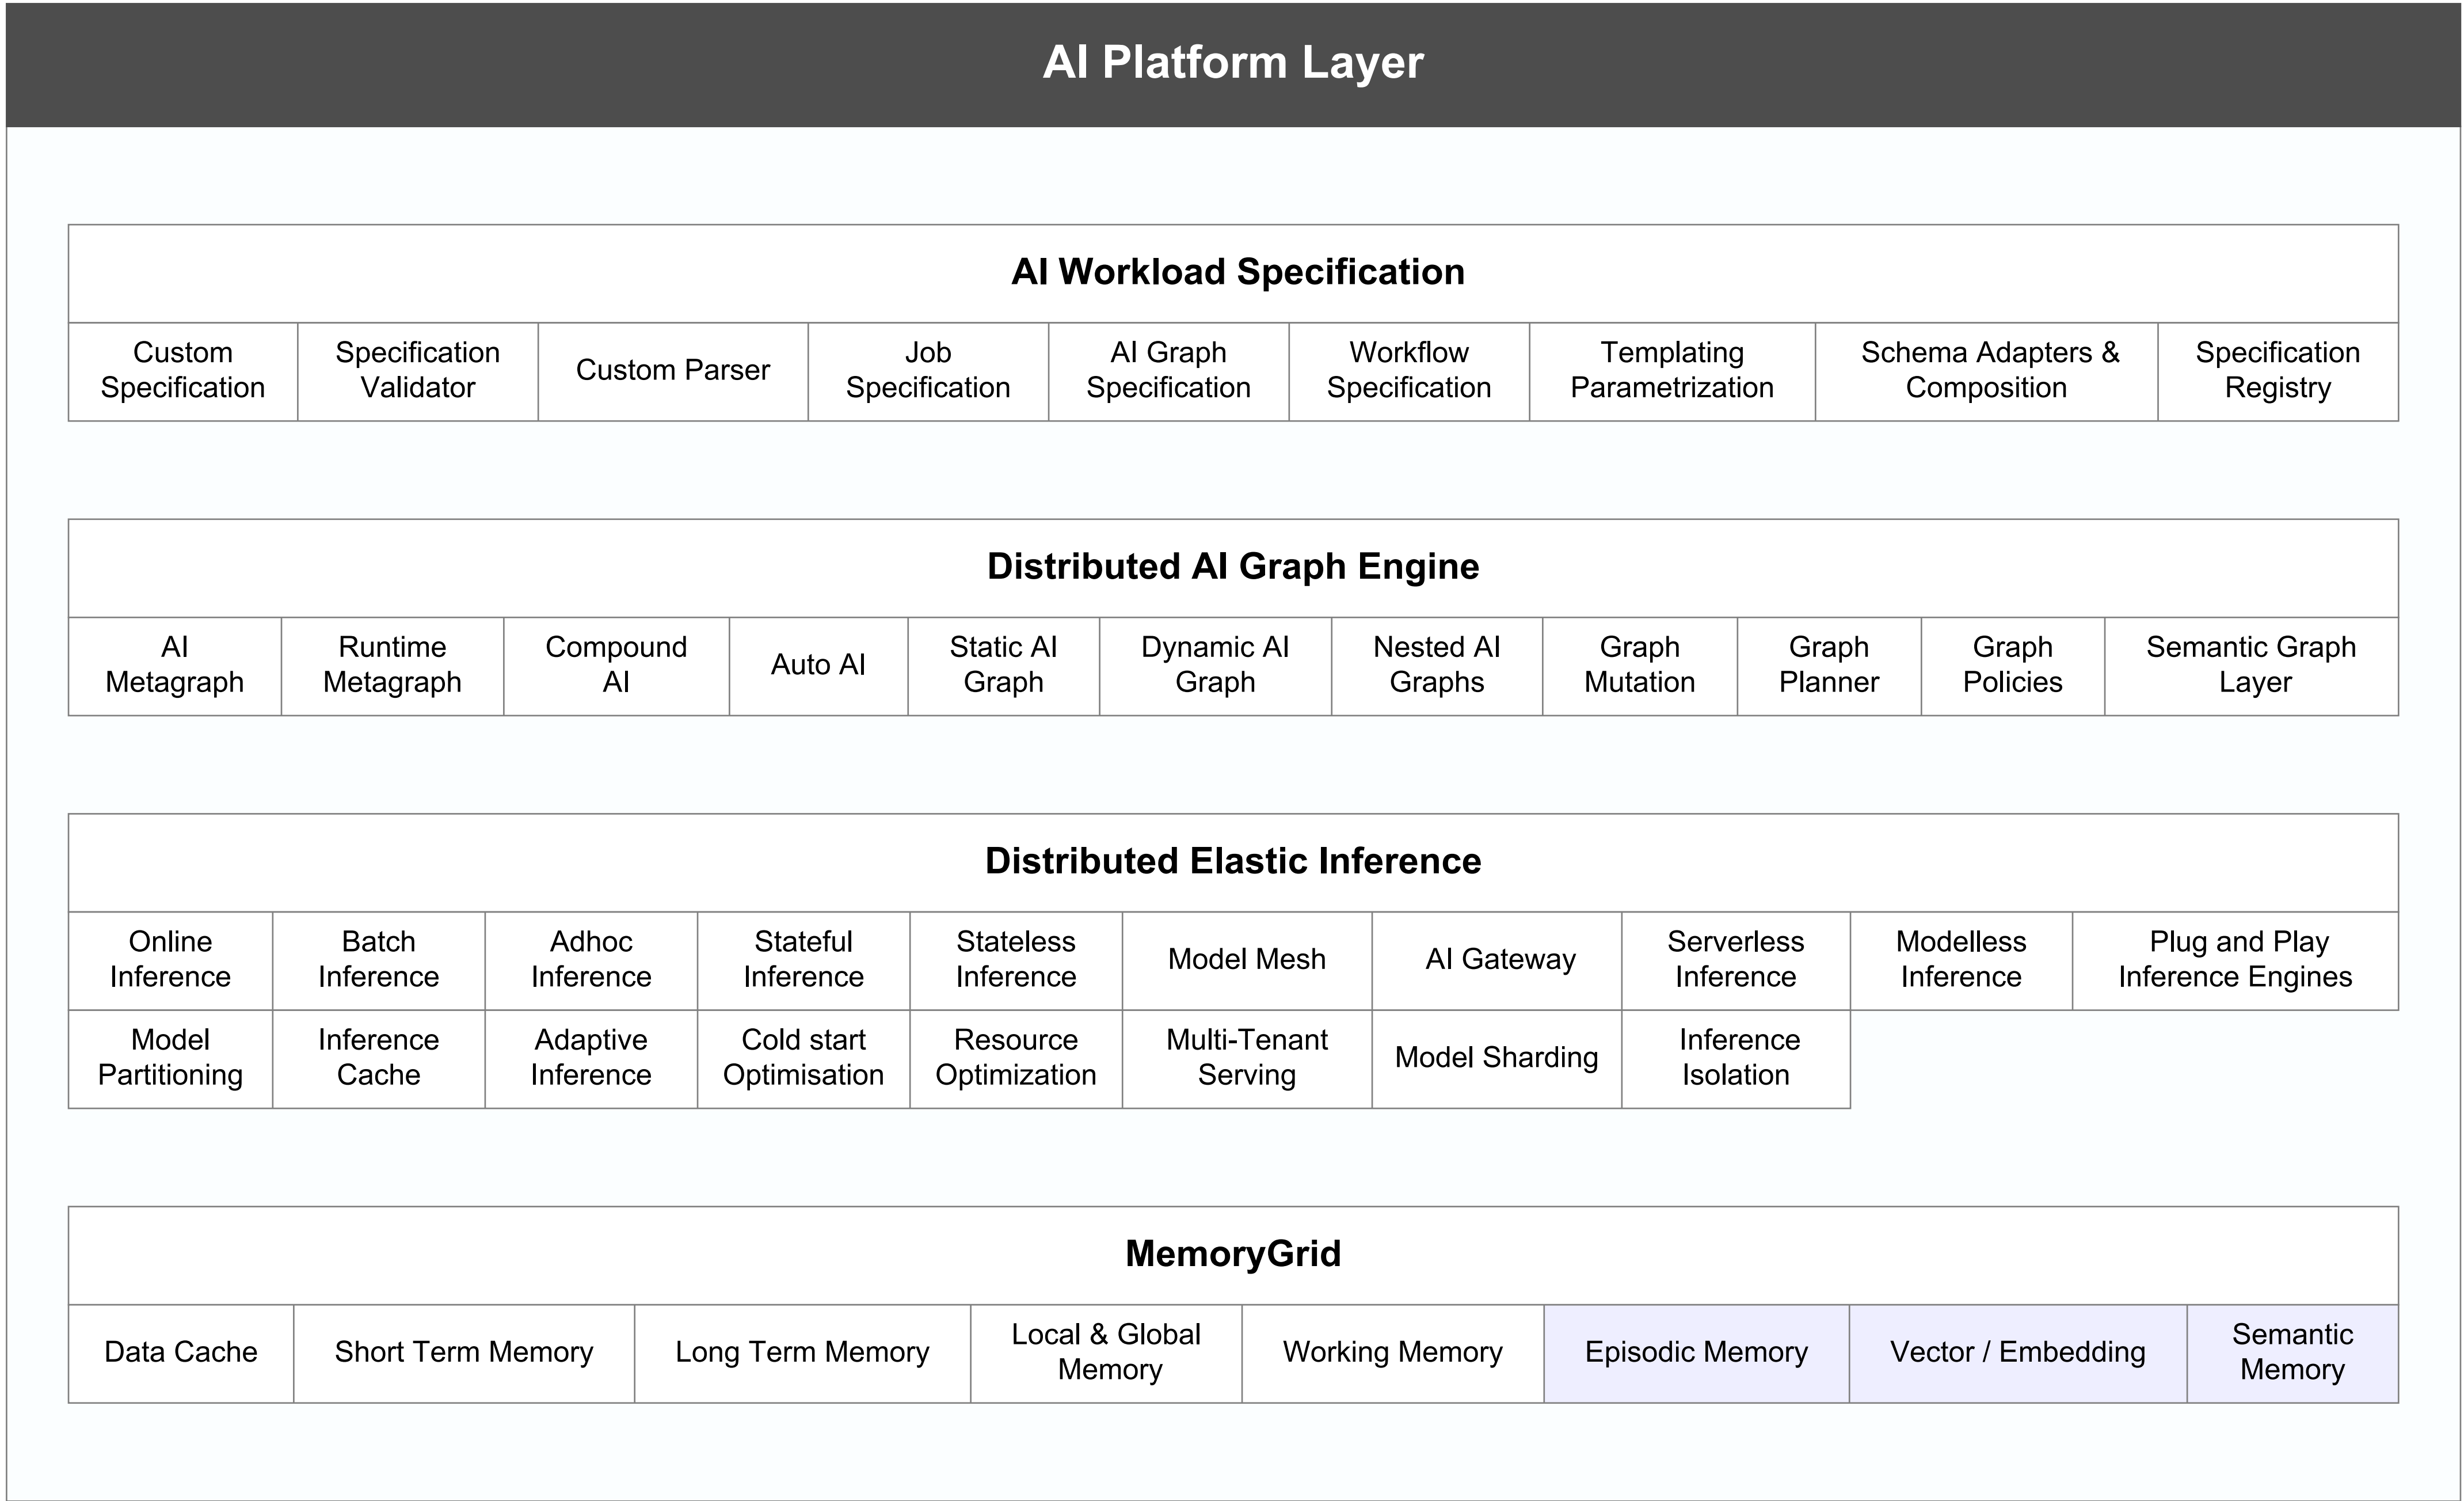 AI Platform Layer
AI Workload Specification
Custom
Specification
Specification
Validator
Custom Parser
Job
Specification
AI Graph
Specification
Workflow
Specification
Templating
Parametrization
Schema Adapters &
Composition
Specification
Registry
Distributed AI Graph Engine
AI
Metagraph
Runtime
Metagraph
Compound
AI
Auto AI
Static AI
Graph
Dynamic AI
Graph
Nested AI
Graphs
Graph
Mutation
Graph
Planner
Graph
Policies
Semantic Graph
Layer
Distributed Elastic Inference
Online
Inference
Batch
Inference
Adhoc
Inference
Stateful
Inference
Stateless
Inference
Model Mesh
AI Gateway
Serverless
Inference
Modelless
Inference
Plug and Play
Inference Engines
Model
Partitioning
Inference
Cache
Adaptive
Inference
Cold start
Optimisation
Resource
Optimization
Multi-Tenant
Serving
Model Sharding
Inference
Isolation
MemoryGrid
Data Cache
Short Term Memory
Long Term Memory
Local & Global
Memory
Working Memory
Episodic Memory
Vector / Embedding
Semantic
Memory